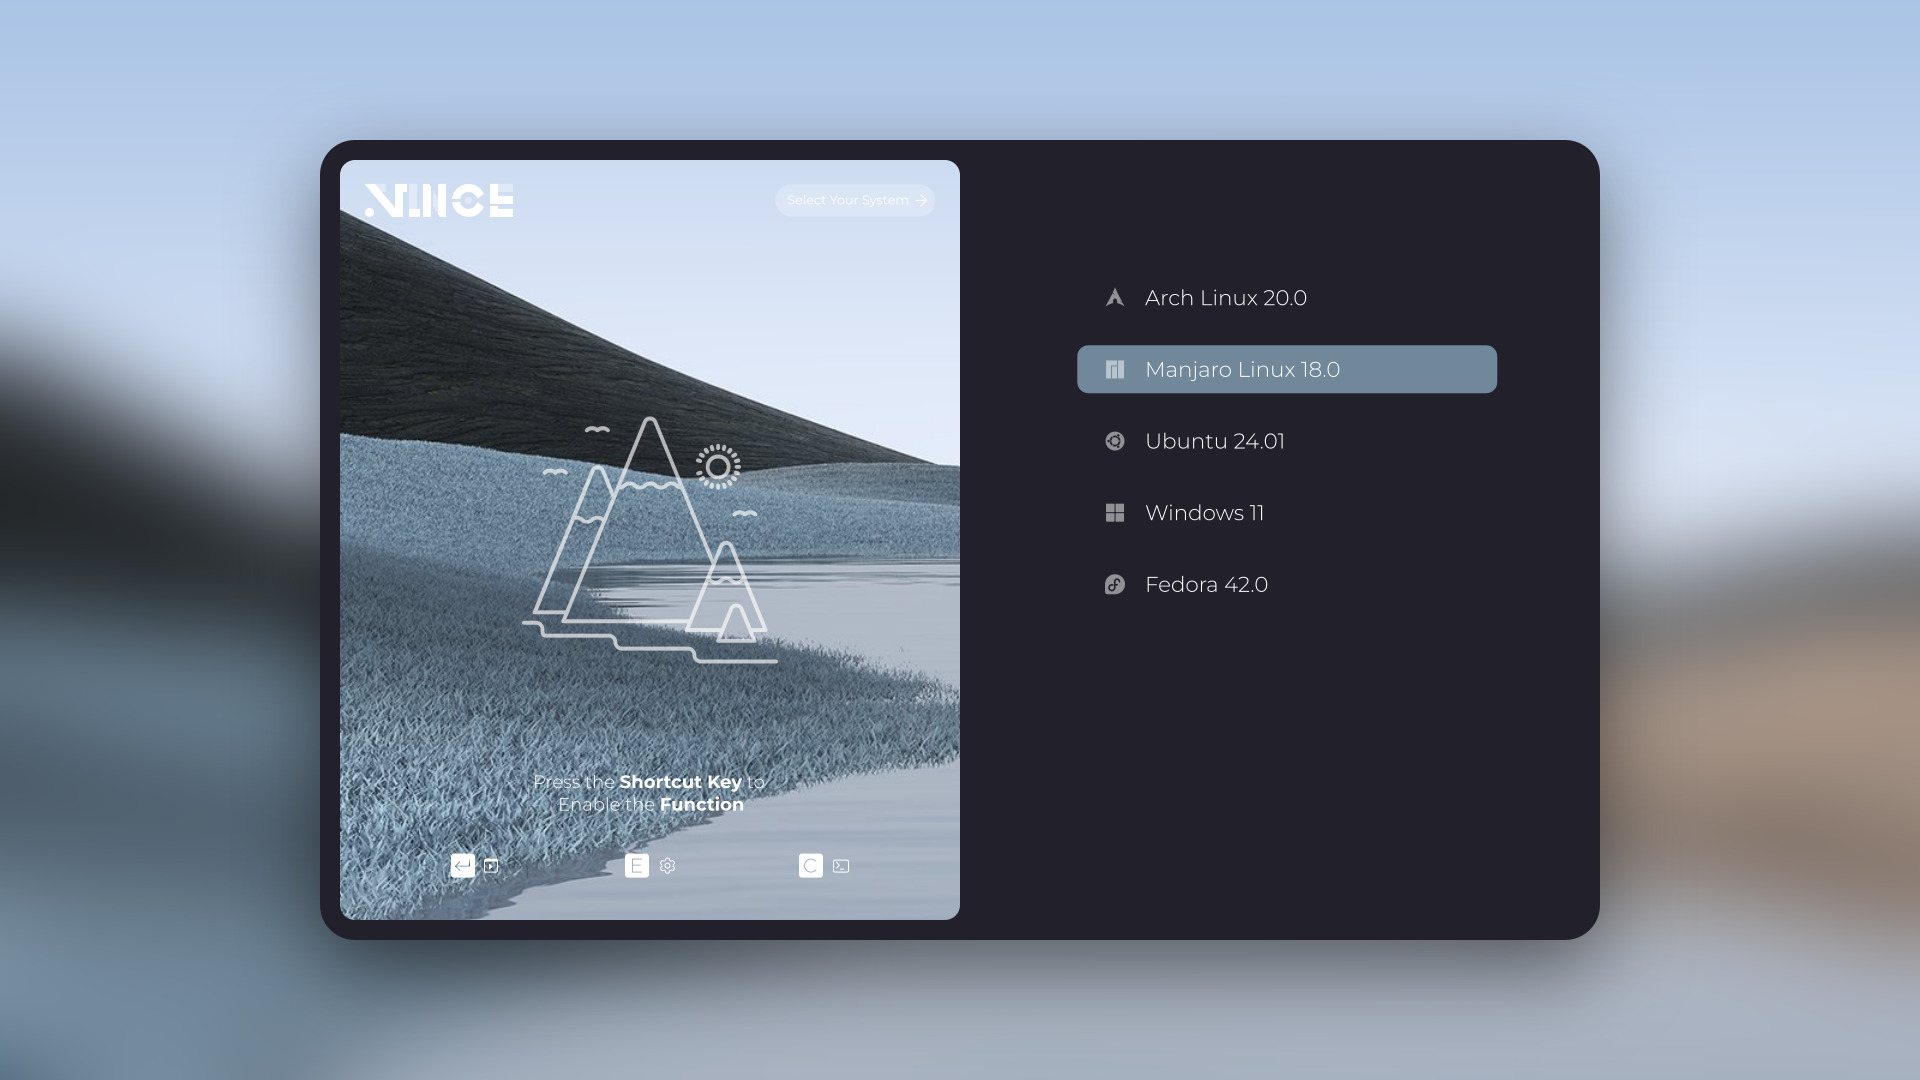 Select Your System
Arch Linux 20.0
Manjaro Linux 18.0
Ubuntu 24.01
Windows 11
Fedora 42.0
Press the Shortcut Key to
Enable the Function
E
C